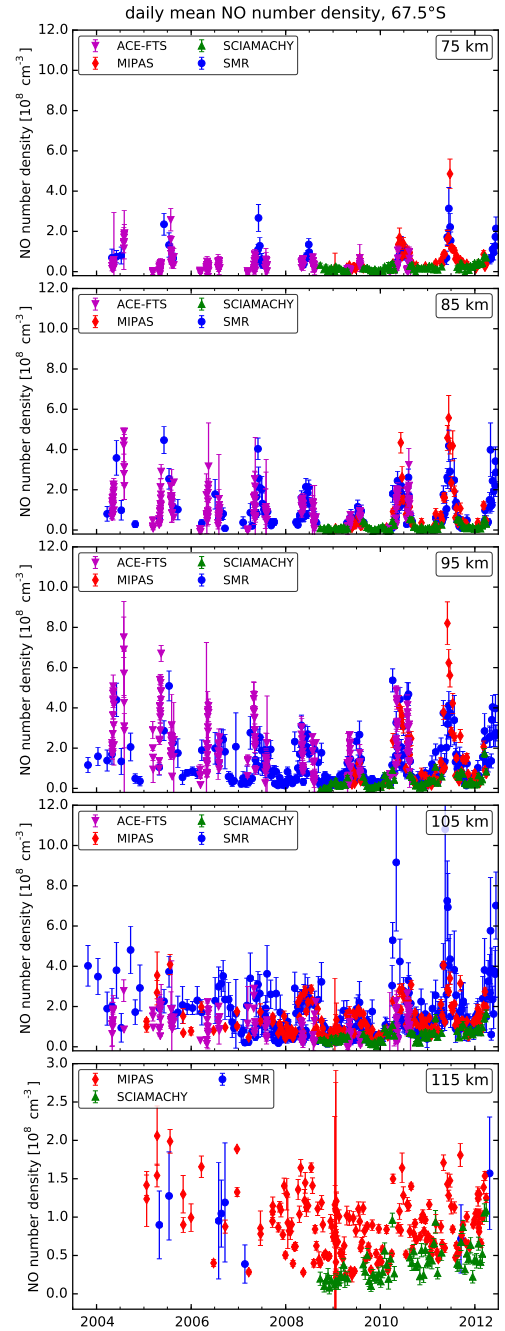 daily mean NO number density, 67.5°S
NO number density [10⁸ cm⁻³]
12.0
10.0
8.0
6.0
4.0
2.0
0.0
ACE-FTS
MIPAS
SCIAMACHY
SMR
75 km
NO number density [10⁸ cm⁻³]
12.0
10.0
8.0
6.0
4.0
2.0
0.0
ACE-FTS
MIPAS
SCIAMACHY
SMR
85 km
NO number density [10⁸ cm⁻³]
12.0
10.0
8.0
6.0
4.0
2.0
0.0
ACE-FTS
MIPAS
SCIAMACHY
SMR
95 km
NO number density [10⁸ cm⁻³]
12.0
10.0
8.0
6.0
4.0
2.0
0.0
ACE-FTS
MIPAS
SCIAMACHY
SMR
105 km
NO number density [10⁸ cm⁻³]
3.0
2.5
2.0
1.5
1.0
0.5
0.0
MIPAS
SCIAMACHY
SMR
115 km
2004 2005 2006 2007 2008 2009 2010 2011 2012